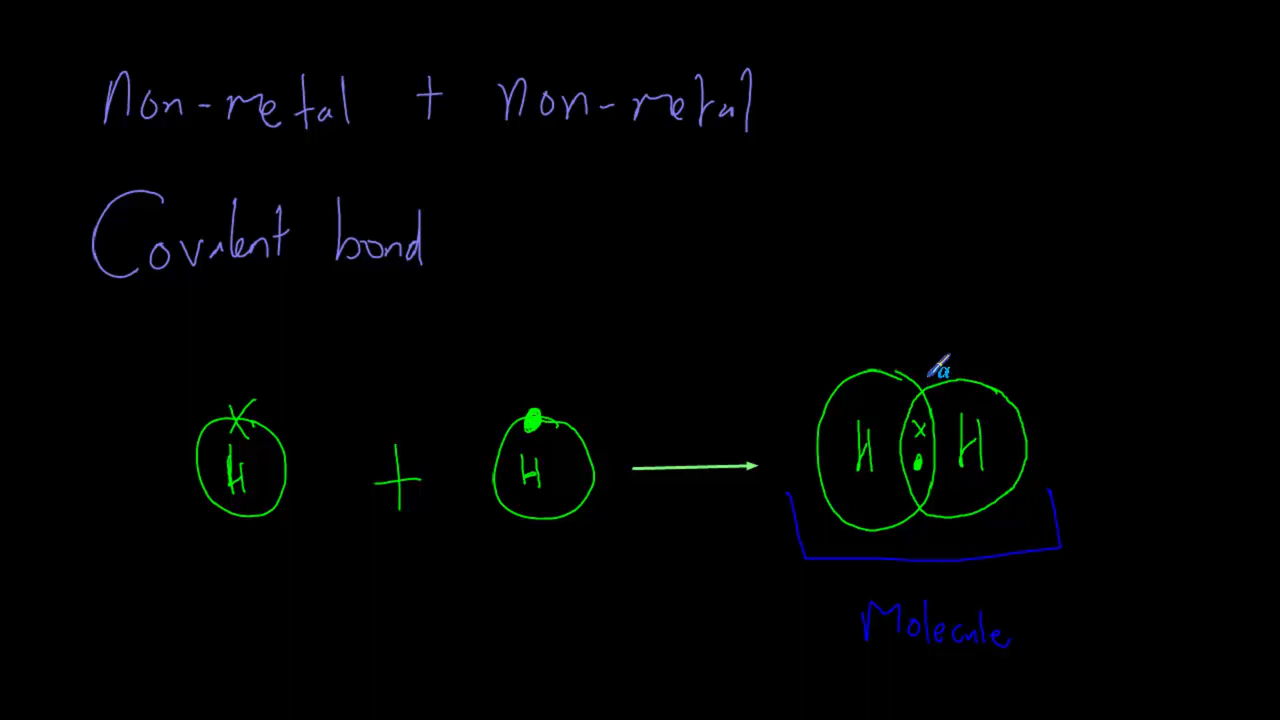 Non-metal + non-metal
Covalent bond
H + H → H x • H
Molecule